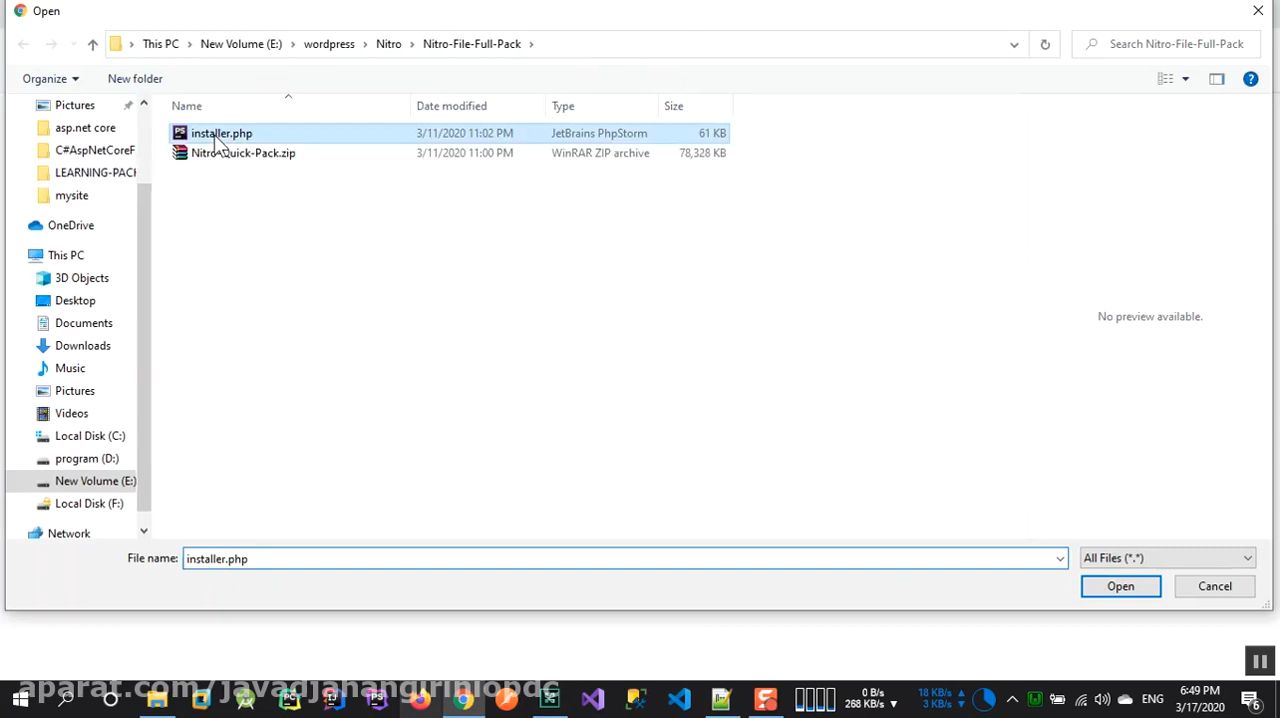 Open
This PC › New Volume (E:) › wordpress › Nitro › Nitro-File-Full-Pack ›
Search Nitro-File-Full-Pack
Organize
New folder
Name Date modified Type Size
installer.php 3/11/2020 11:02 PM JetBrains PhpStorm 61 KB
Nitro-Quick-Pack.zip 3/11/2020 11:00 PM WinRAR ZIP archive 78,328 KB
Pictures
asp.net core
C#AspNetCoreF
LEARNING-PACK
mysite
OneDrive
This PC
3D Objects
Desktop
Documents
Downloads
Music
Pictures
Videos
Local Disk (C:)
program (D:)
New Volume (E:)
Local Disk (F:)
Network
No preview available.
File name: installer.php
All Files (*.*)
Open
Cancel
aparat.com/javadjahangiriniopdc
0 B/s
268 KB/s
18 KB/s
3 KB/s
ENG
6:49 PM
3/17/2020
6